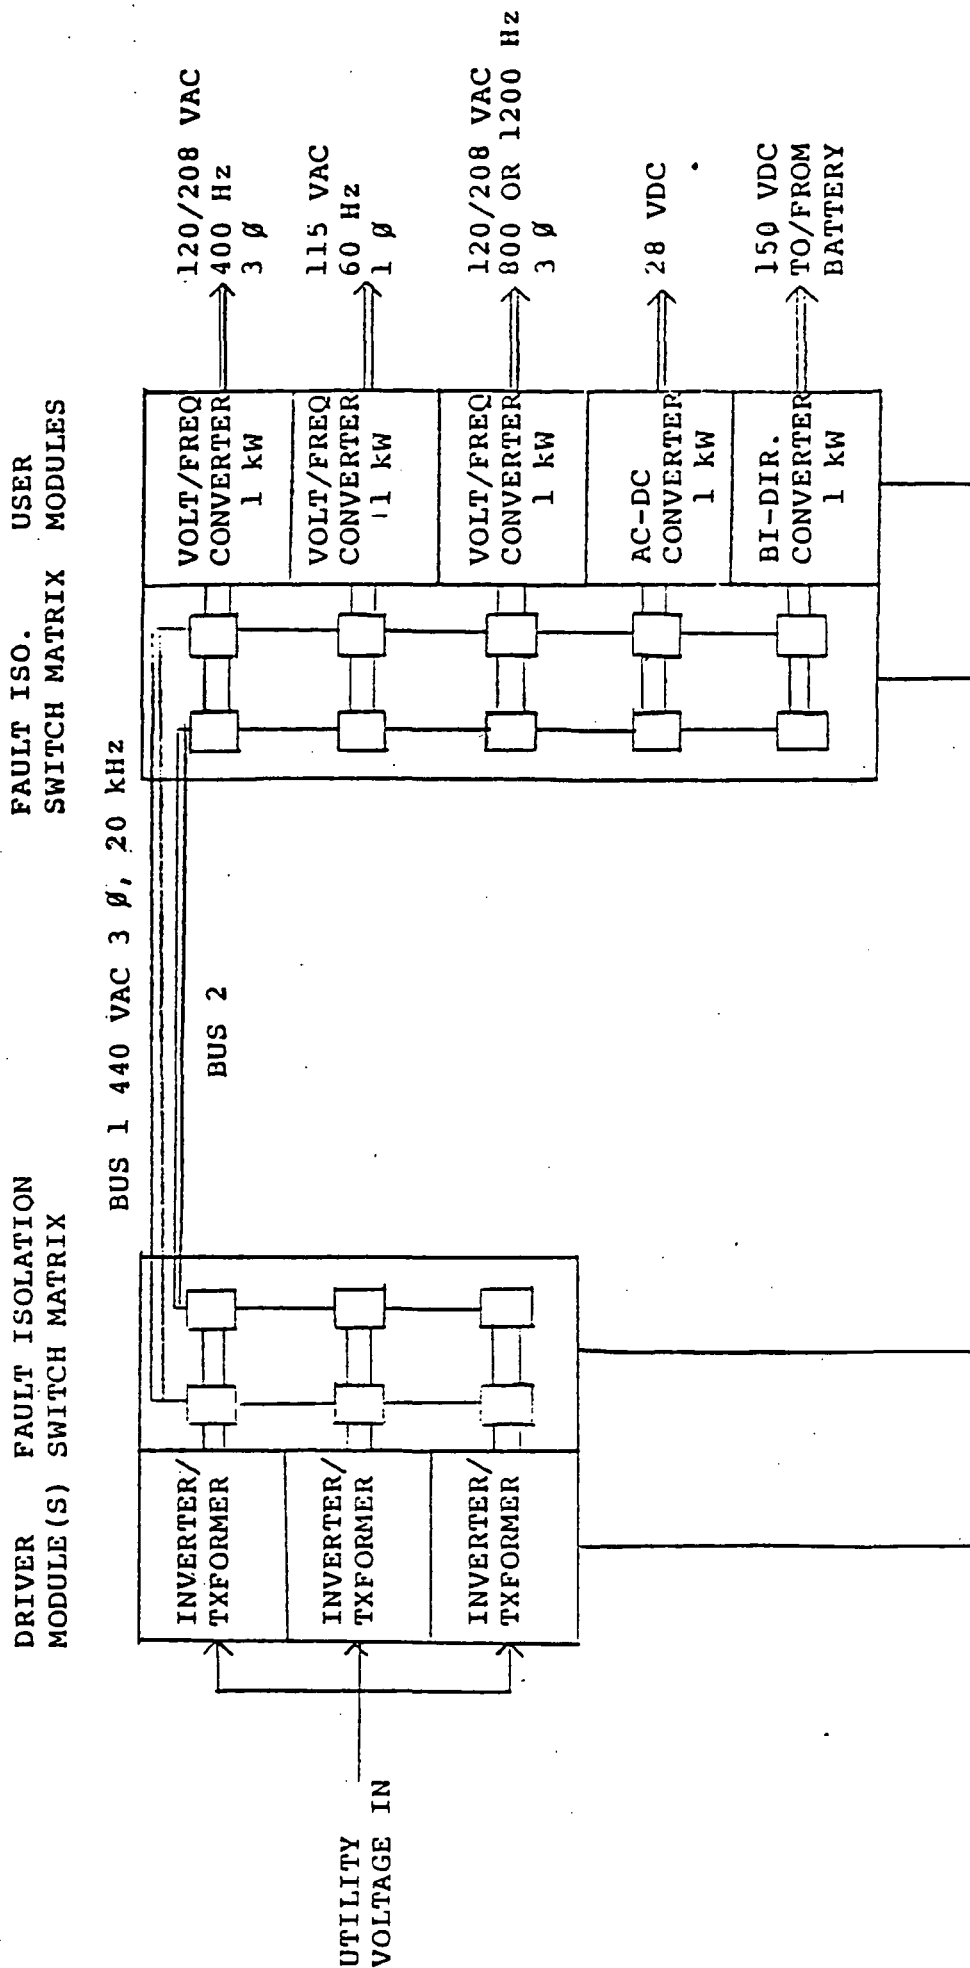 DRIVER FAULT ISOLATION
MODULE(S) SWITCH MATRIX
FAULT ISO. USER
SWITCH MATRIX MODULES
BUS 1 440 VAC 3 Ø, 20 kHz
BUS 2
UTILITY
VOLTAGE IN
INVERTER/
TXFORMER
INVERTER/
TXFORMER
INVERTER/
TXFORMER
VOLT/FREQ
CONVERTER
1 kW
120/208 VAC
400 Hz
3 Ø
VOLT/FREQ
CONVERTER
1 kW
115 VAC
60 Hz
1 Ø
VOLT/FREQ
CONVERTER
1 kW
120/208 VAC
800 OR 1200 Hz
3 Ø
AC-DC
CONVERTER
1 kW
28 VDC
BI-DIR.
CONVERTER
1 kW
150 VDC
TO/FROM
BATTERY